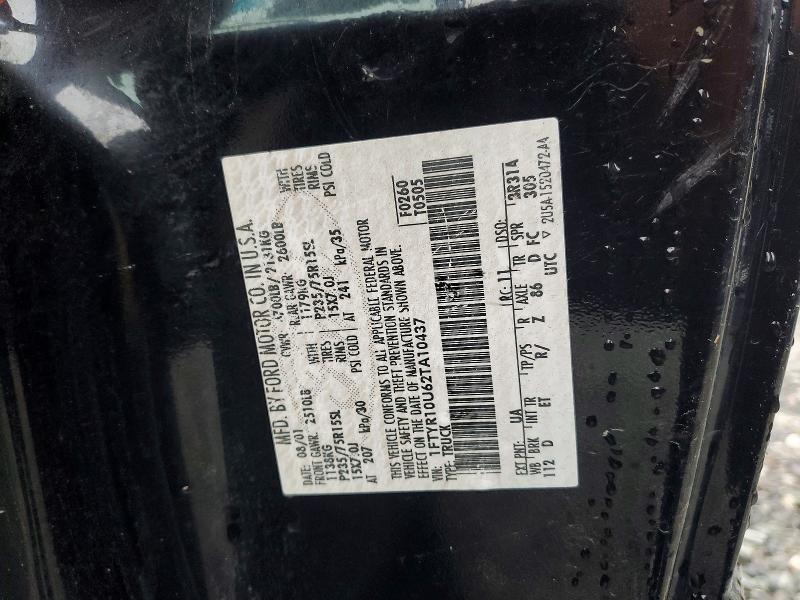 MFD. BY FORD MOTOR CO. IN U.S.A.
DATE: 08/01 GVWR: 4700LB/2131KG
FRONT GAWR: 2510LB REAR GAWR: 2600LB
1138KG WITH 1179KG WITH
P235/75R15SL TIRES P235/75R15SL TIRES
15X7.0J RIMS 15X7.0J RIMS
AT 207 kPa/30 PSI COLD AT 241 kPa/35 PSI COLD
THIS VEHICLE CONFORMS TO ALL APPLICABLE FEDERAL MOTOR
VEHICLE SAFETY AND THEFT PREVENTION STANDARDS IN
EFFECT ON THE DATE OF MANUFACTURE SHOWN ABOVE.
VIN: 1FTYR10U62TA10437 F0260
TYPE: TRUCK T0505
EXT PNT: UA RC: 11 DSO:
WB BRK INT TR TP/PS R AXLE TR SPR 3R31A
112 D ET R/ Z 86 D FC 305
UTC ▽ 2U5A-1520472-AA